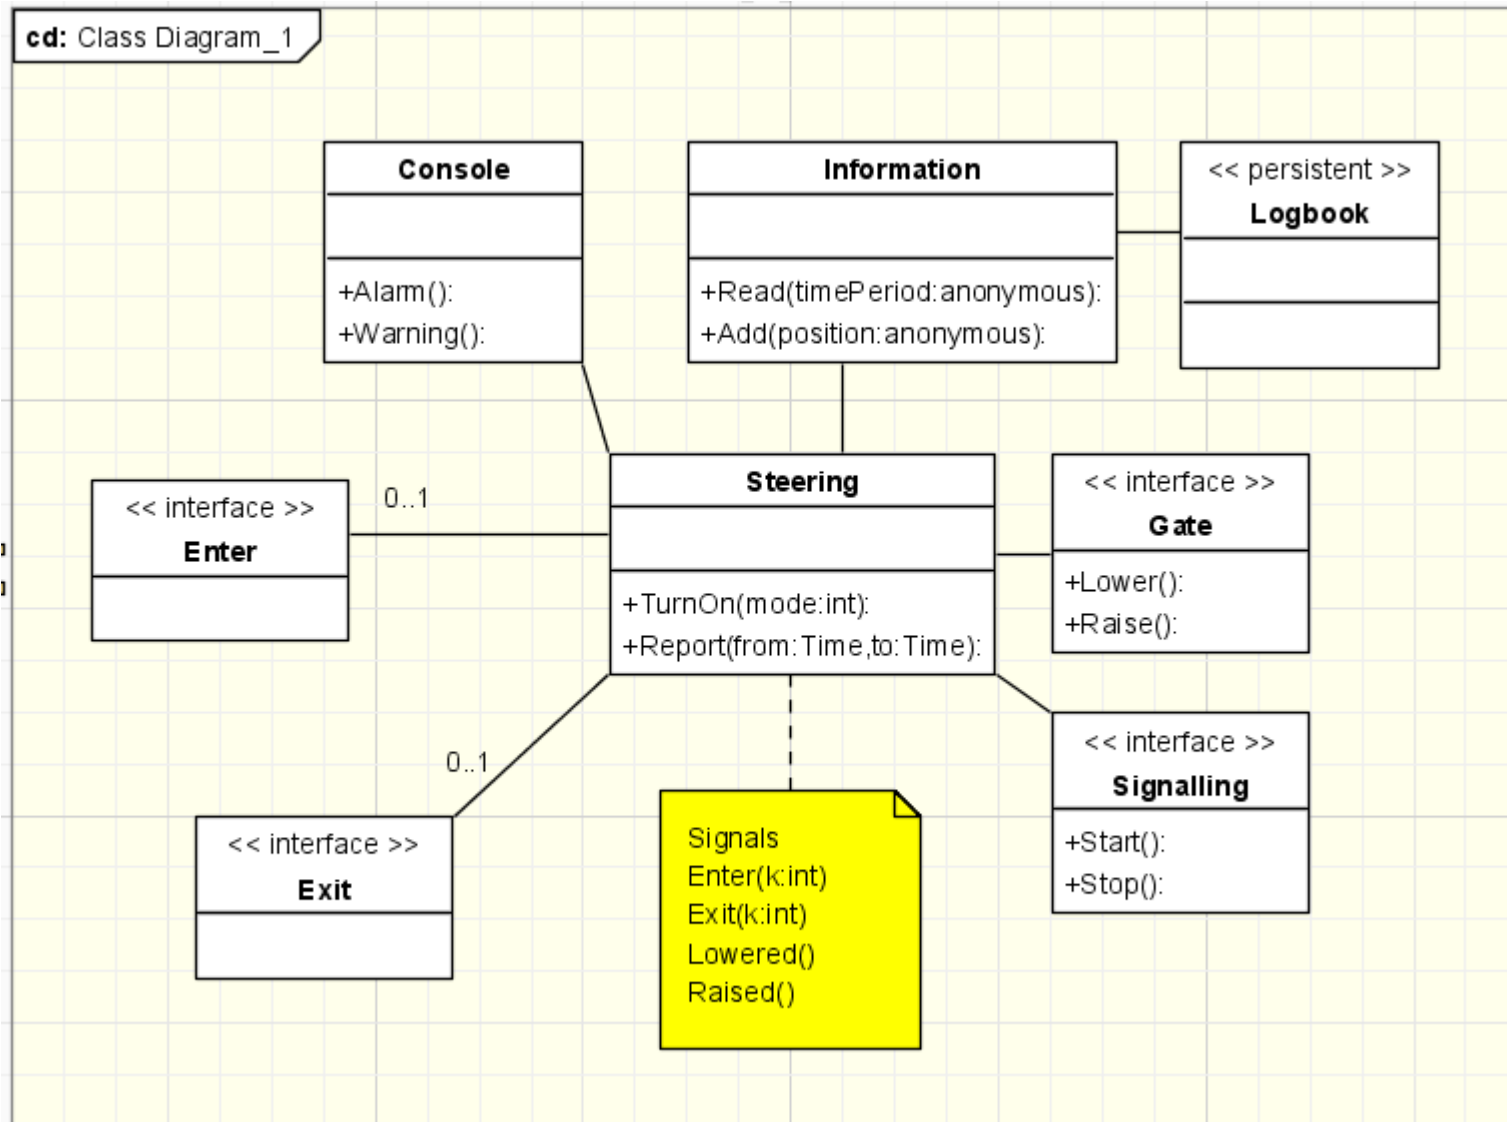 cd: Class Diagram_1
Console
+Alarm():
+Warning():
Information
+Read(timePeriod:anonymous):
+Add(position:anonymous):
<< persistent >>
Logbook
<< interface >>
Enter
0..1
Steering
+TurnOn(mode:int):
+Report(from:Time,to:Time):
<< interface >>
Gate
+Lower():
+Raise():
0..1
<< interface >>
Exit
Signals
Enter(k:int)
Exit(k:int)
Lowered()
Raised()
<< interface >>
Signalling
+Start():
+Stop():